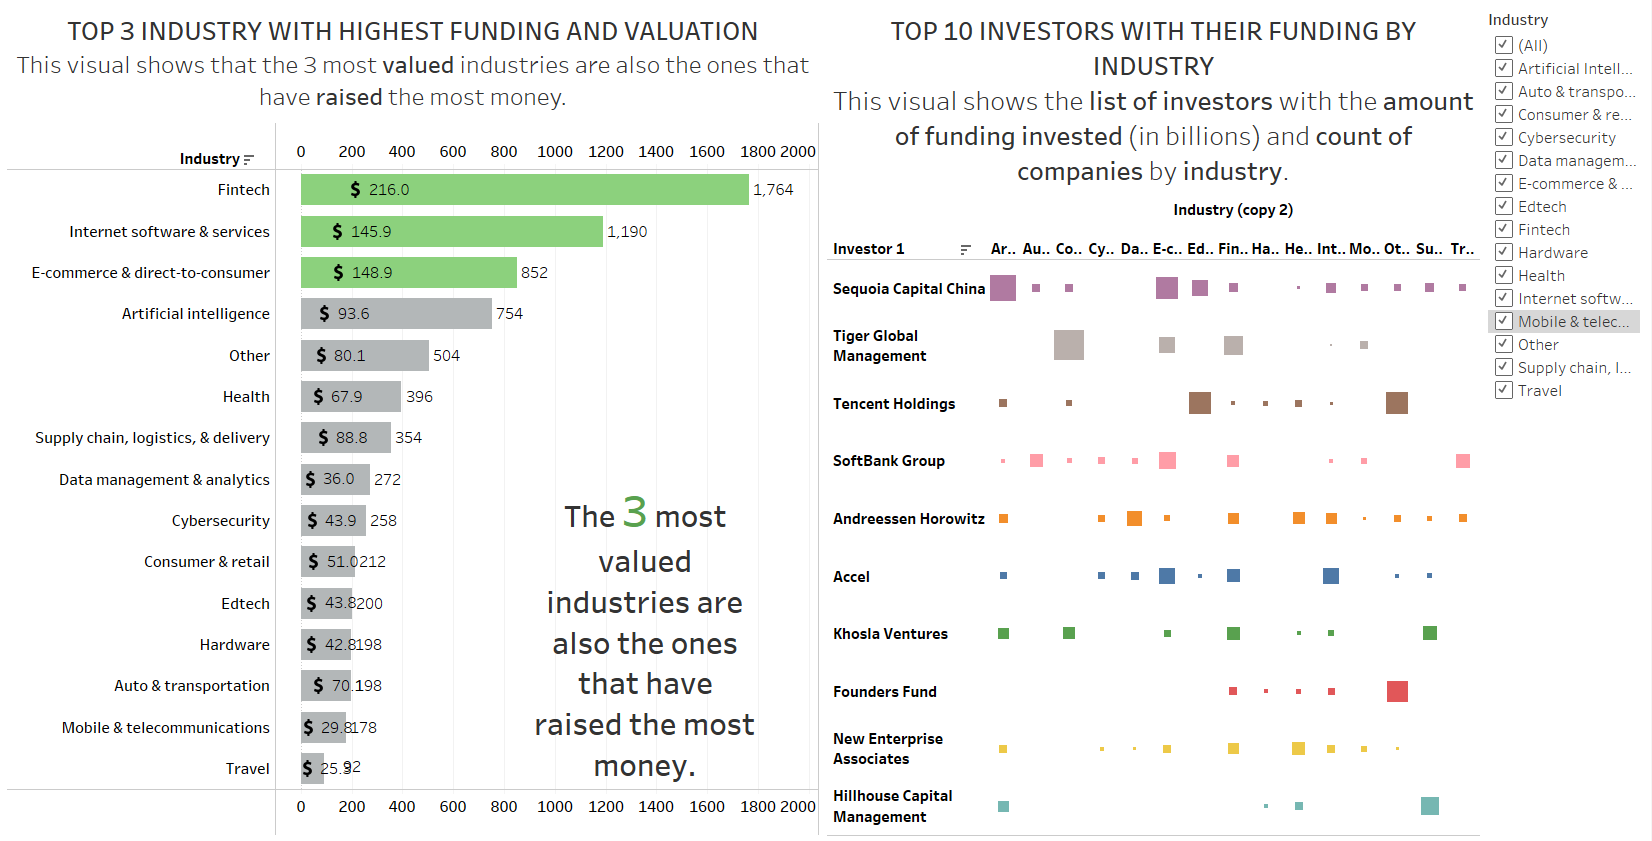 TOP 3 INDUSTRY WITH HIGHEST FUNDING AND VALUATION
This visual shows that the 3 most valued industries are also the ones that
have raised the most money.
Industry
0 200 400 600 800 1000 1200 1400 1600 1800 2000
Fintech $ 216.0 1,764
Internet software & services $ 145.9 1,190
E-commerce & direct-to-consumer $ 148.9 852
Artificial intelligence $ 93.6 754
Other $ 80.1 504
Health $ 67.9 396
Supply chain, logistics, & delivery $ 88.8 354
Data management & analytics $ 36.0 272
Cybersecurity $ 43.9 258
Consumer & retail $ 51.0 212
Edtech $ 43.8 200
Hardware $ 42.8 198
Auto & transportation $ 70.1 198
Mobile & telecommunications $ 29.8 178
Travel $ 25. 92
0 200 400 600 800 1000 1200 1400 1600 1800 2000
The 3 most
valued
industries are
also the ones
that have
raised the most
money.
TOP 10 INVESTORS WITH THEIR FUNDING BY
INDUSTRY
This visual shows the list of investors with the amount
of funding invested (in billions) and count of
companies by industry.
Industry (copy 2)
Investor 1 Ar.. Au.. Co.. Cy.. Da.. E-c.. Ed.. Fin.. Ha.. He.. Int.. Mo.. Ot.. Su.. Tr..
Sequoia Capital China
Tiger Global
Management
Tencent Holdings
SoftBank Group
Andreessen Horowitz
Accel
Khosla Ventures
Founders Fund
New Enterprise
Associates
Hillhouse Capital
Management
Industry
(All)
Artificial Intell...
Auto & transpo...
Consumer & re...
Cybersecurity
Data managem...
E-commerce & ...
Edtech
Fintech
Hardware
Health
Internet softw...
Mobile & telec...
Other
Supply chain, l...
Travel